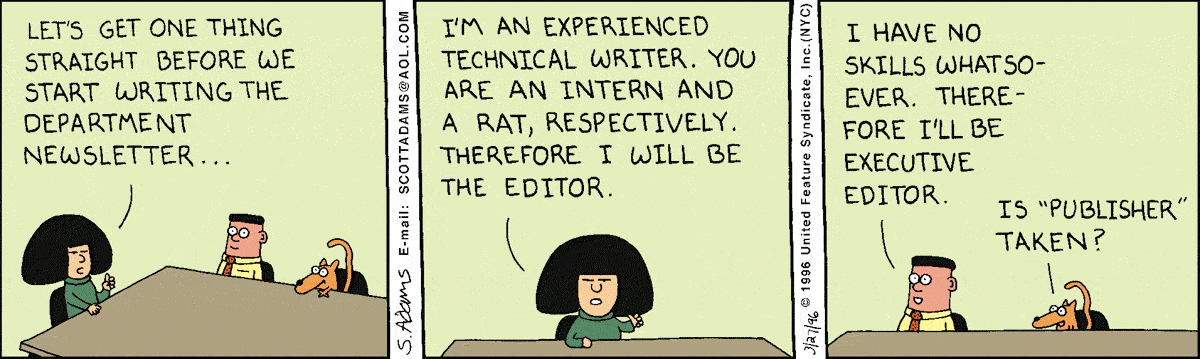 LET'S GET ONE THING
STRAIGHT BEFORE WE
START WRITING THE
DEPARTMENT
NEWSLETTER...
S.Adams E-mail: SCOTTADAMS@AOL.COM
I'M AN EXPERIENCED
TECHNICAL WRITER. YOU
ARE AN INTERN AND
A RAT, RESPECTIVELY.
THEREFORE I WILL BE
THE EDITOR.
3/27/96 © 1996 United Feature Syndicate, Inc.(NYC)
I HAVE NO
SKILLS WHATSO-
EVER. THERE-
FORE I'LL BE
EXECUTIVE
EDITOR.
IS "PUBLISHER"
TAKEN?